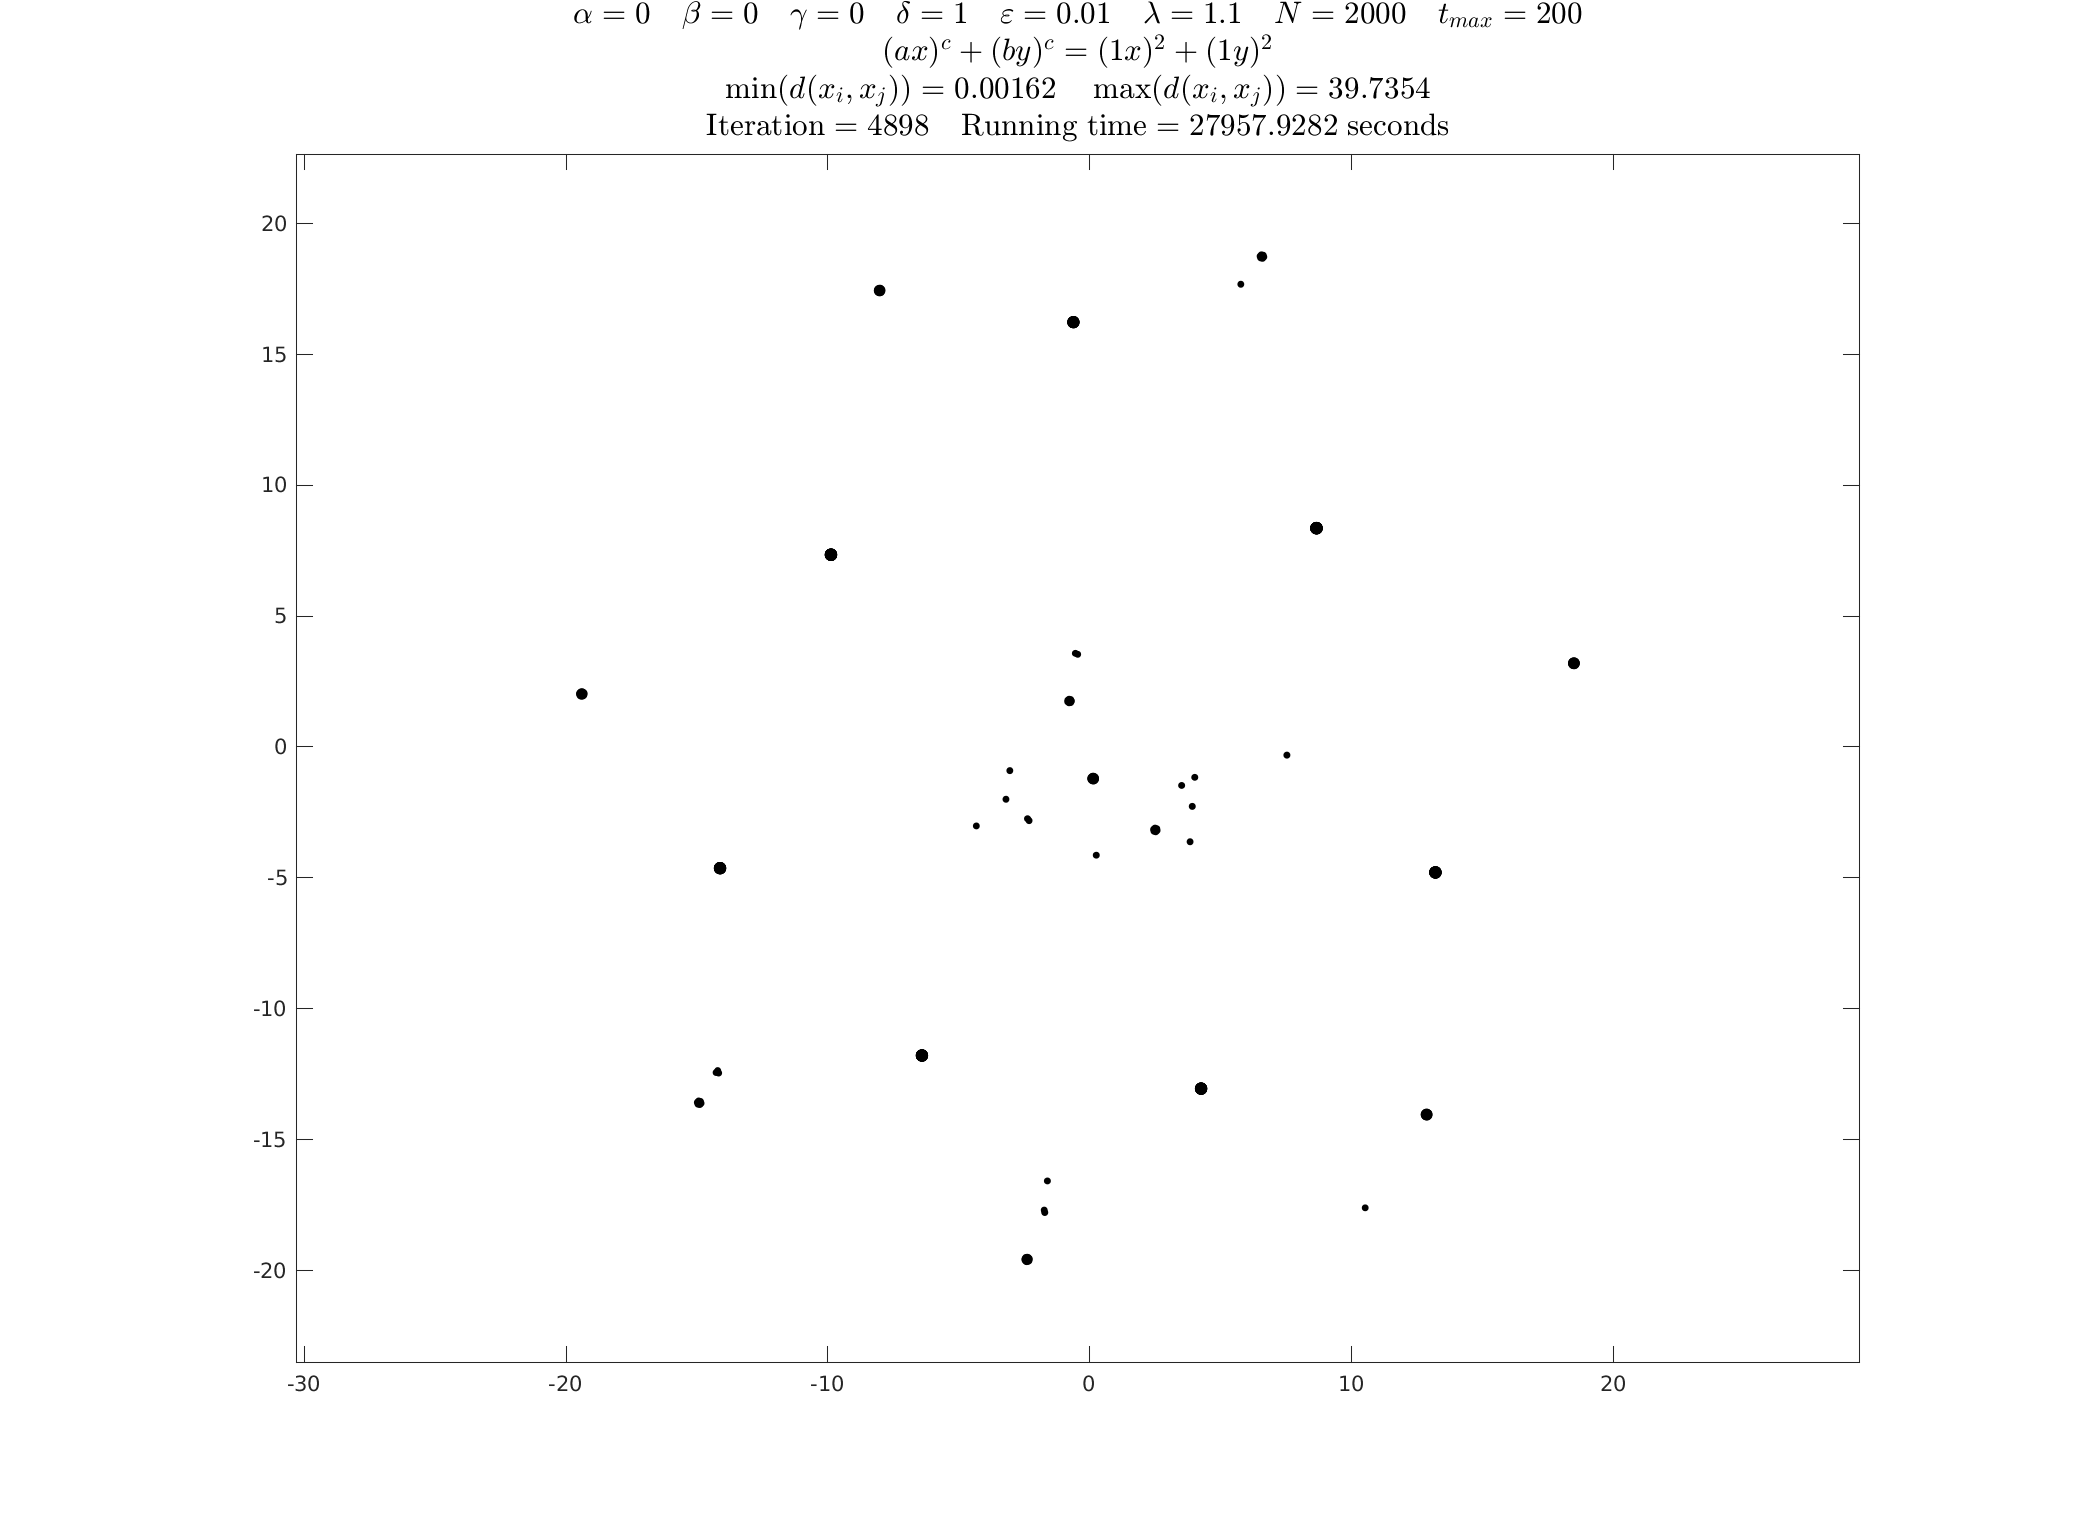 α = 0 β = 0 γ = 0 δ = 1 ε = 0.01 λ = 1.1 N = 2000 t_{max} = 200
(ax)^c + (by)^c = (1x)^2 + (1y)^2
min(d(x_i, x_j)) = 0.00162 max(d(x_i, x_j)) = 39.7354
Iteration = 4898 Running time = 27957.9282 seconds
20
15
10
5
0
-5
-10
-15
-20
-30 -20 -10 0 10 20